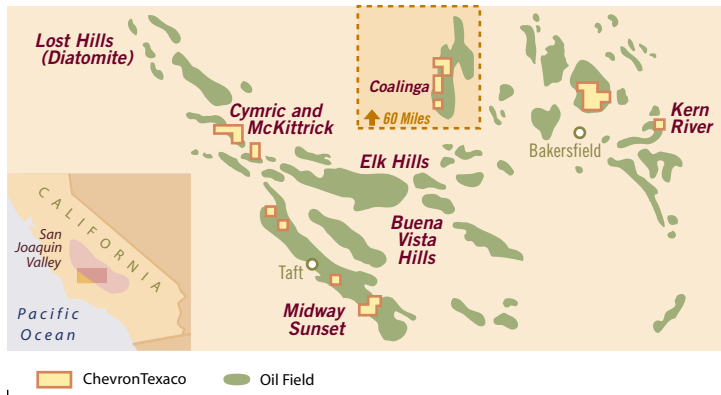 Lost Hills
(Diatomite)
Cymric and
McKittrick
Coalinga
60 Miles
Kern
River
Bakersfield
Elk Hills
Buena
Vista
Hills
Taft
Midway
Sunset
CALIFORNIA
San
Joaquin
Valley
Pacific
Ocean
ChevronTexaco
Oil Field